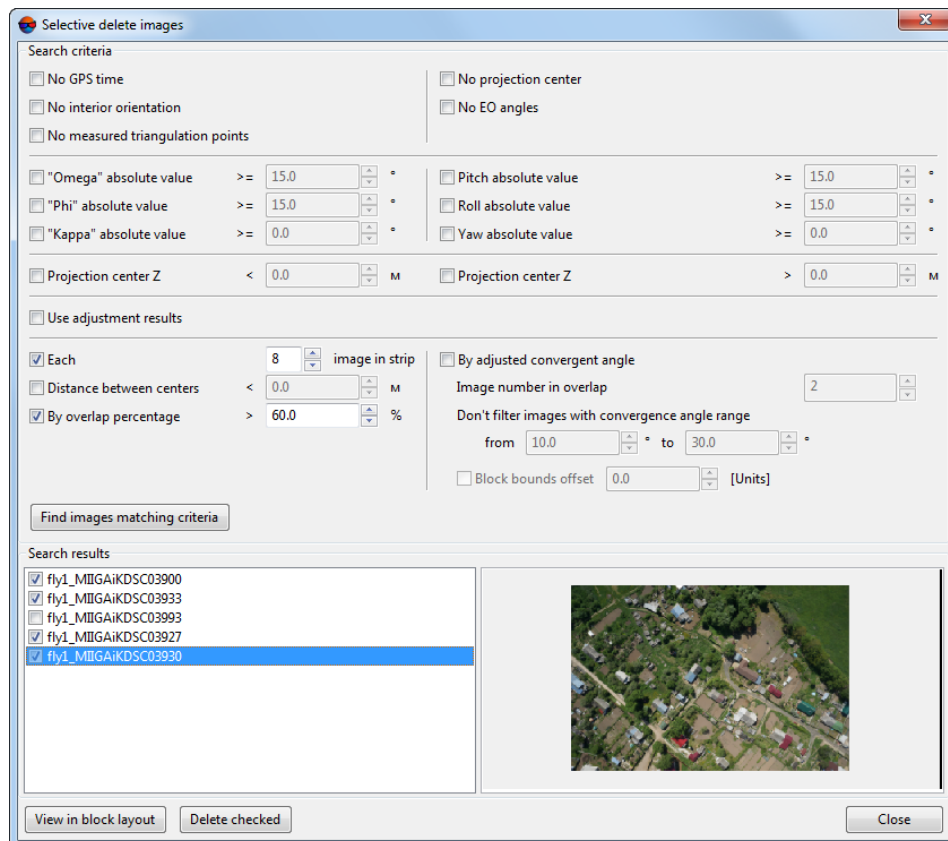 Selective delete images
Search criteria
No GPS time
No projection center
No interior orientation
No EO angles
No measured triangulation points
"Omega" absolute value >= 15.0 °
Pitch absolute value >= 15.0 °
"Phi" absolute value >= 15.0 °
Roll absolute value >= 15.0 °
"Kappa" absolute value >= 0.0 °
Yaw absolute value >= 0.0 °
Projection center Z < 0.0 м
Projection center Z > 0.0 м
Use adjustment results
Each 8 image in strip
By adjusted convergent angle
Distance between centers < 0.0 м
Image number in overlap 2
By overlap percentage > 60.0 %
Don't filter images with convergence angle range
from 10.0 ° to 30.0 °
Block bounds offset 0.0 [Units]
Find images matching criteria
Search results
fly1_MIIGAiKDSC03900
fly1_MIIGAiKDSC03933
fly1_MIIGAiKDSC03993
fly1_MIIGAiKDSC03927
fly1_MIIGAiKDSC03930
View in block layout
Delete checked
Close